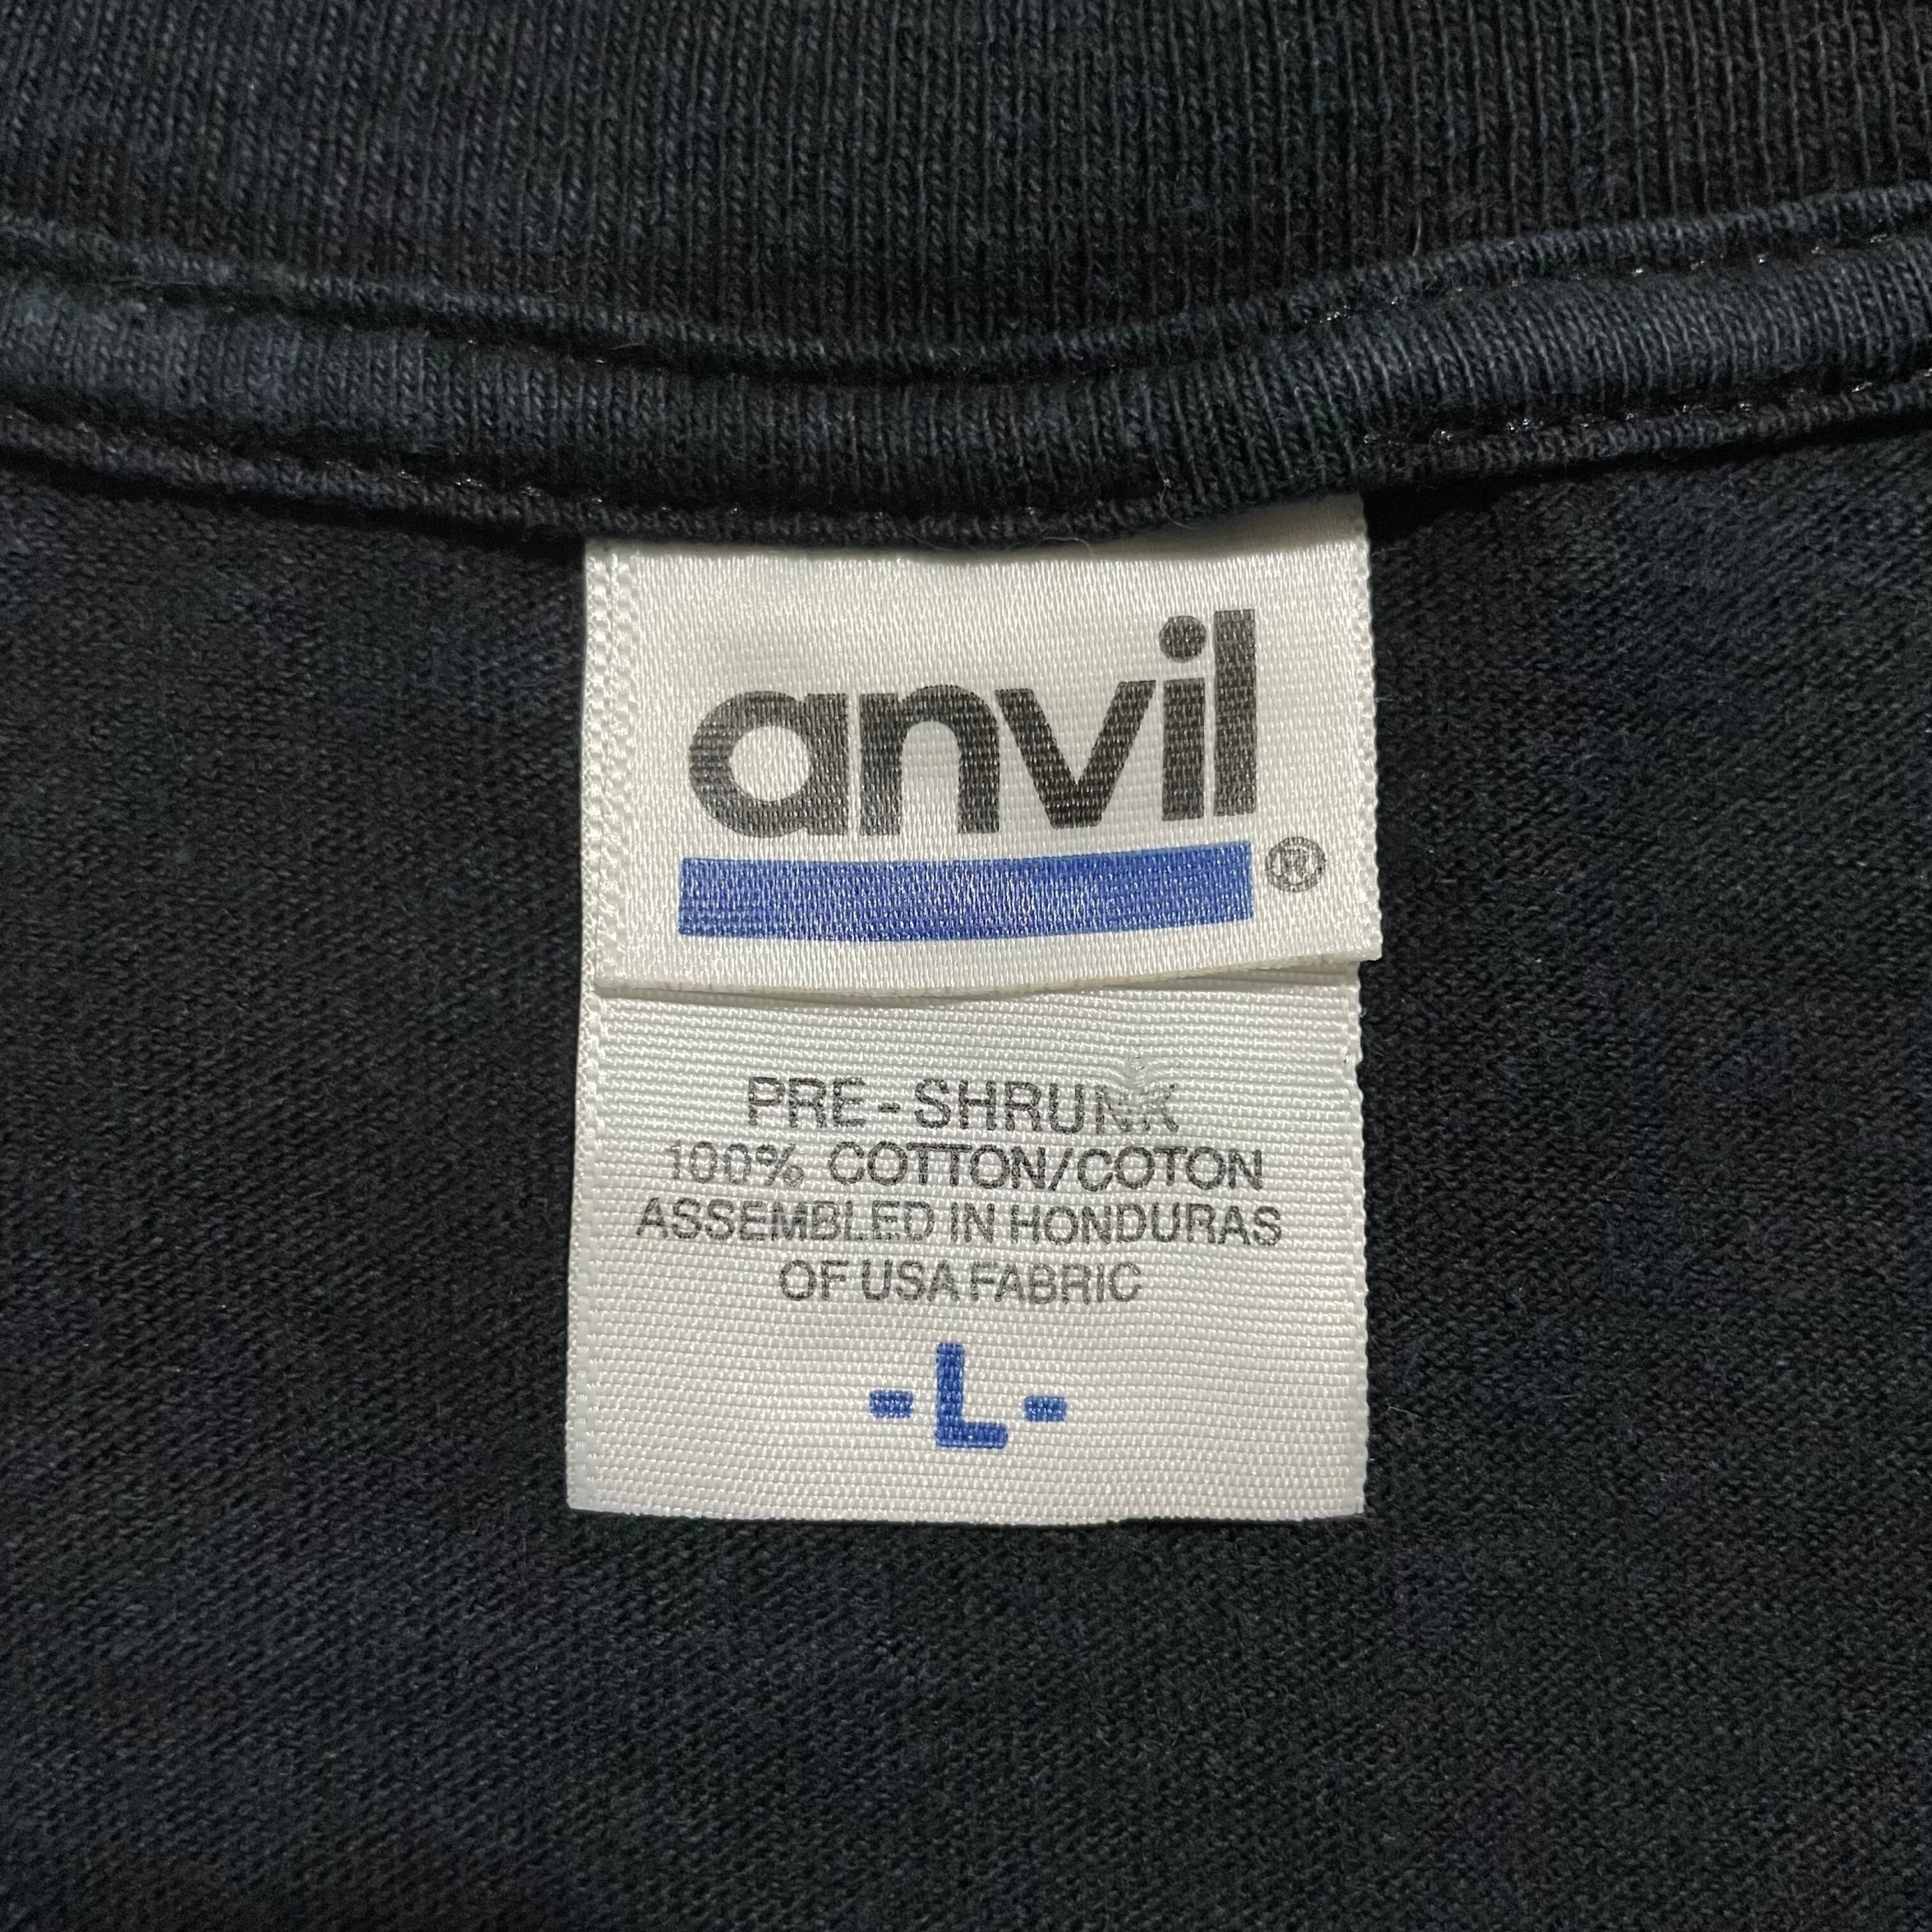 anvil®
PRE-SHRUNK
100% COTTON/COTON
ASSEMBLED IN HONDURAS
OF USA FABRIC
-L-